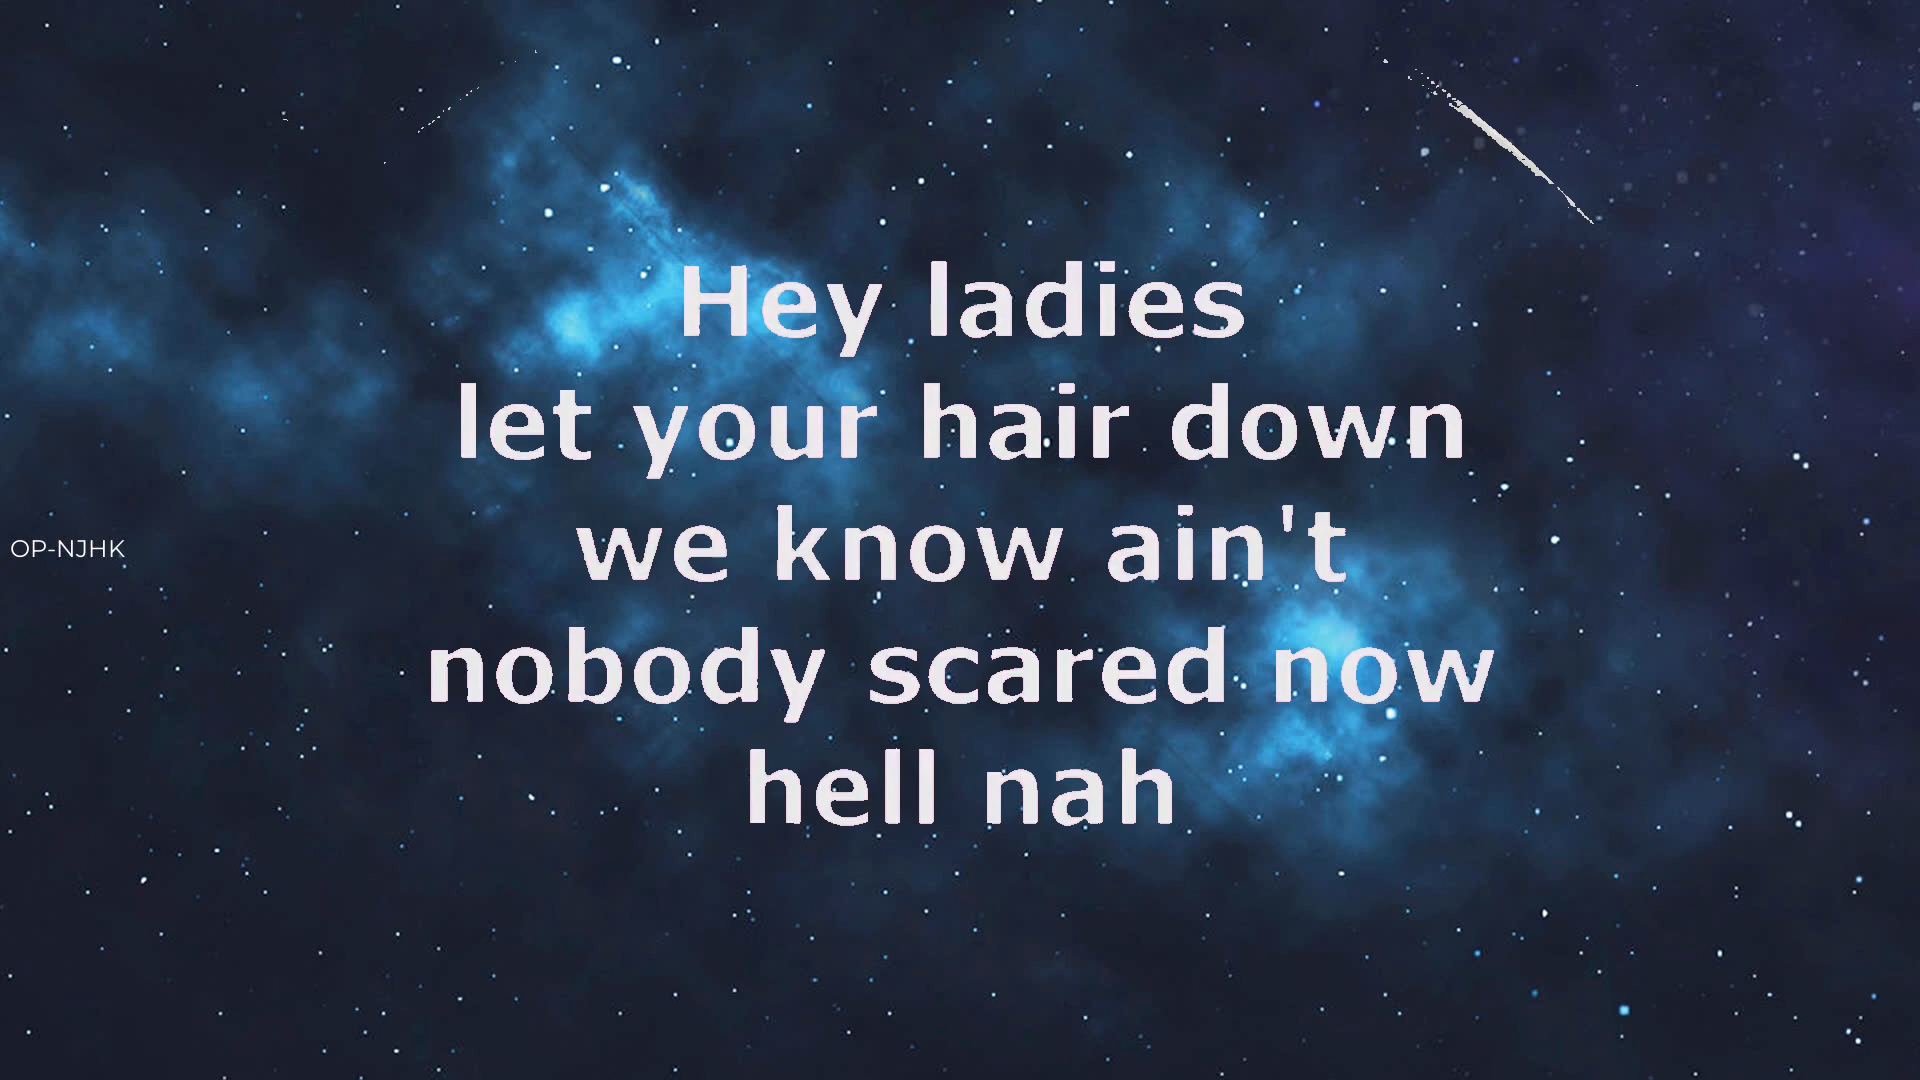 Hey ladies
let your hair down
we know ain't
OP-NJHK
nobody scared now
hell nah